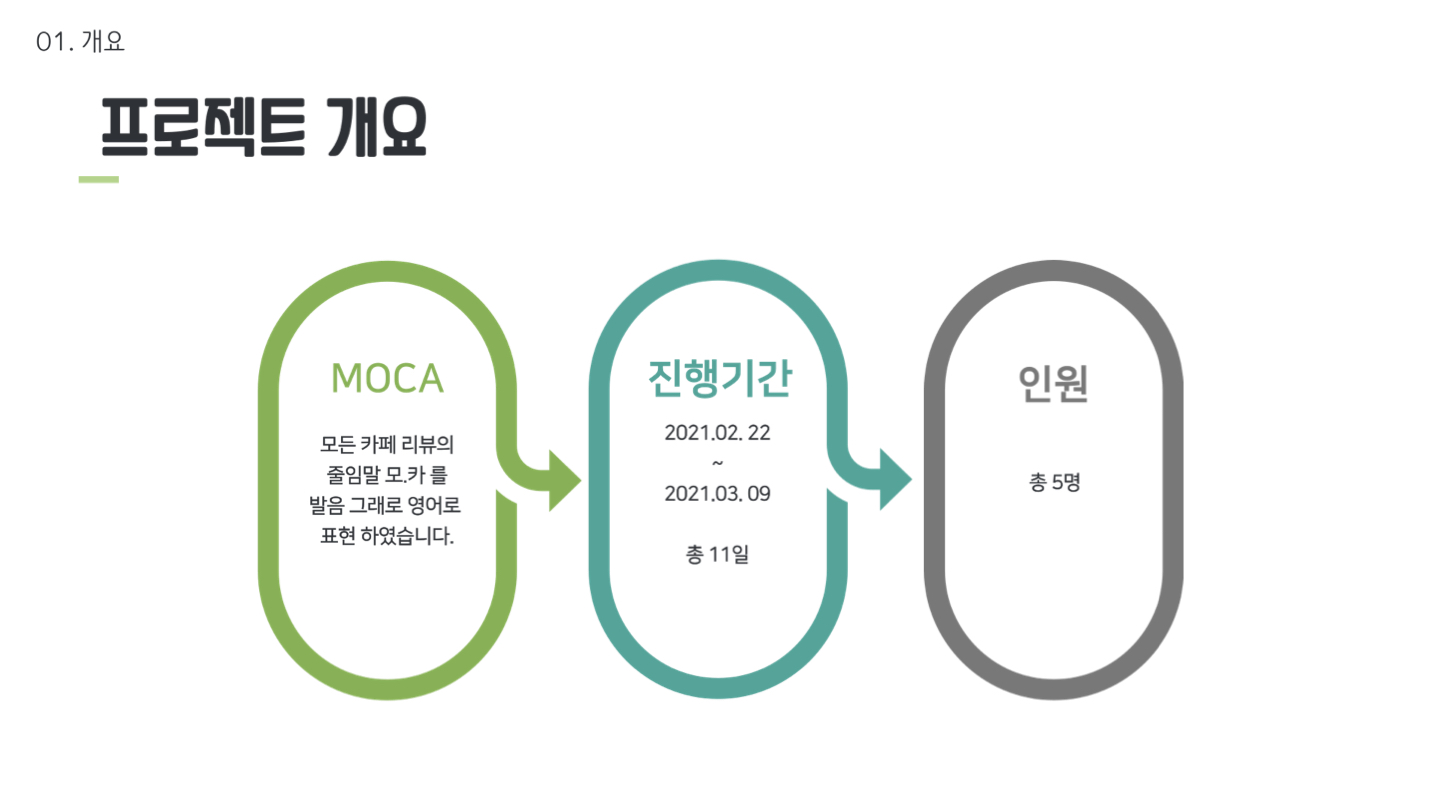 01. 개요
프로젝트 개요
MOCA
모든 카페 리뷰의
줄임말 모.카 를
발음 그래로 영어로
표현 하였습니다.
진행기간
2021.02. 22
~
2021.03. 09
총 11일
인원
총 5명